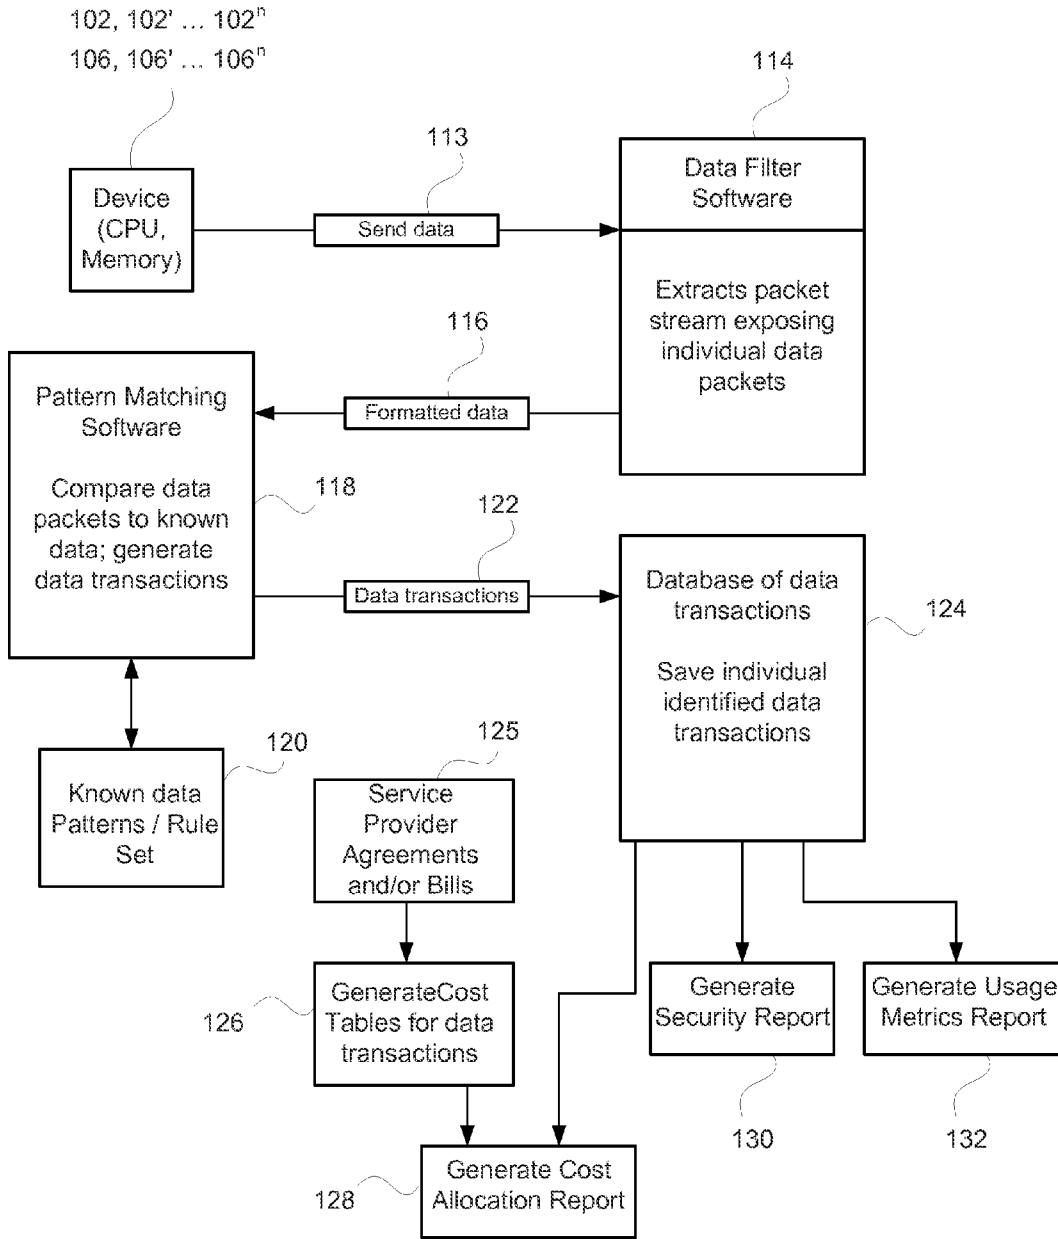 102, 102' ... 102ⁿ
106, 106' ... 106ⁿ
114
113
Device
(CPU,
Memory)
Send data
Data Filter
Software
Extracts packet
stream exposing
individual data
packets
116
Pattern Matching
Software
Formatted data
Compare data
packets to known
data; generate
data transactions
118
122
Data transactions
Database of data
transactions
124
Save individual
identified data
transactions
120
125
Known data
Patterns / Rule
Set
Service
Provider
Agreements
and/or Bills
126
GenerateCost
Tables for data
transactions
Generate
Security Report
Generate Usage
Metrics Report
130
132
128
Generate Cost
Allocation Report